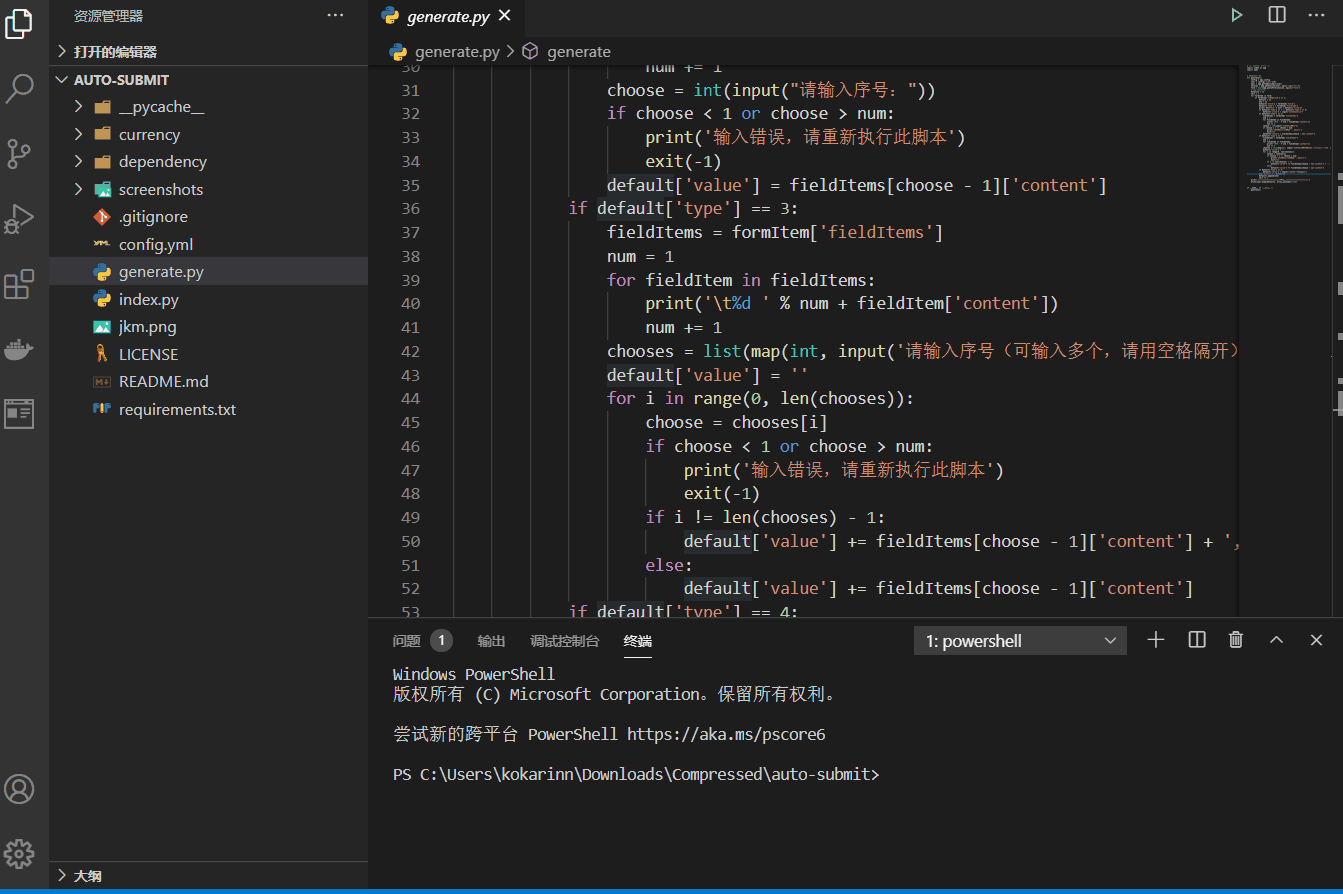 资源管理器
打开的编辑器
AUTO-SUBMIT
__pycache__
currency
dependency
screenshots
.gitignore
config.yml
generate.py
index.py
jkm.png
LICENSE
README.md
requirements.txt
大纲
generate.py
generate.py > generate
30 num += 1
31 choose = int(input("请输入序号："))
32 if choose < 1 or choose > num:
33 print('输入错误，请重新执行此脚本')
34 exit(-1)
35 default['value'] = fieldItems[choose - 1]['content']
36 if default['type'] == 3:
37 fieldItems = formItem['fieldItems']
38 num = 1
39 for fieldItem in fieldItems:
40 print('\t%d ' % num + fieldItem['content'])
41 num += 1
42 chooses = list(map(int, input('请输入序号（可输入多个，请用空格隔开）
43 default['value'] = ''
44 for i in range(0, len(chooses)):
45 choose = chooses[i]
46 if choose < 1 or choose > num:
47 print('输入错误，请重新执行此脚本')
48 exit(-1)
49 if i != len(chooses) - 1:
50 default['value'] += fieldItems[choose - 1]['content'] + ',
51 else:
52 default['value'] += fieldItems[choose - 1]['content']
53 if default['type'] == 4:
问题 1 输出 调试控制台 终端 1: powershell
Windows PowerShell
版权所有 (C) Microsoft Corporation。保留所有权利。
尝试新的跨平台 PowerShell https://aka.ms/pscore6
PS C:\Users\kokarinn\Downloads\Compressed\auto-submit>